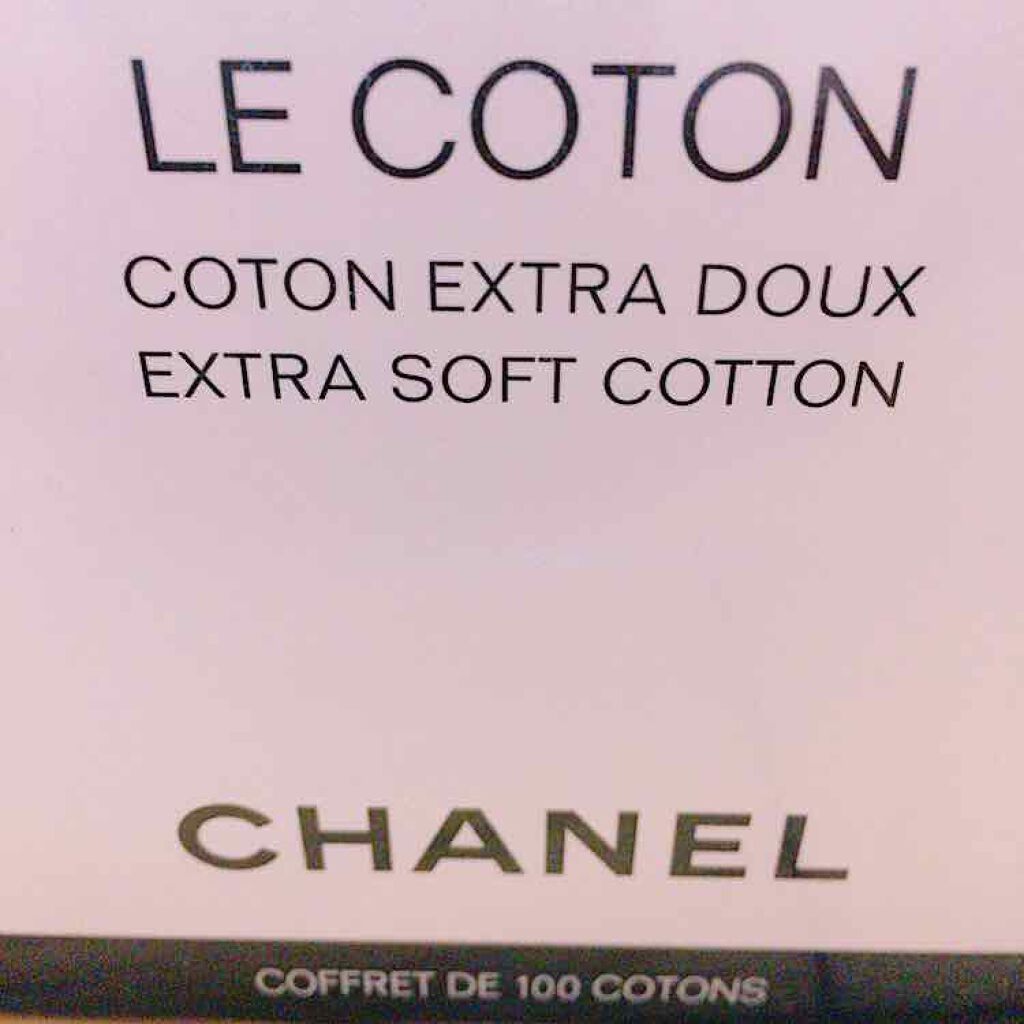 LE COTON
COTON EXTRA DOUX
EXTRA SOFT COTTON
CHANEL
COFFRET DE 100 COTONS